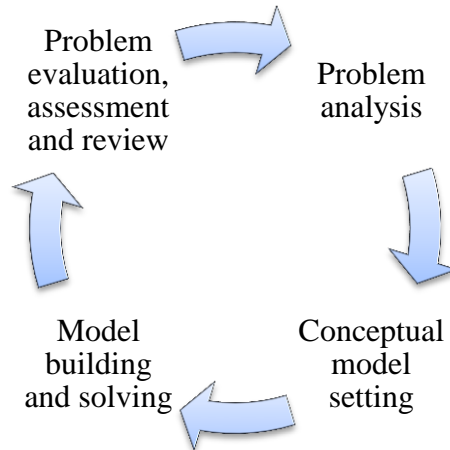 Problem
evaluation,
assessment
and review
Problem
analysis
Conceptual
model
setting
Model
building
and solving